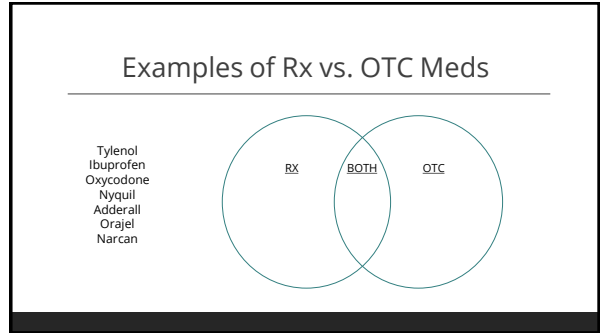 Examples of Rx vs. OTC Meds
Tylenol
Ibuprofen
Oxycodone
Nyquil
Adderall
Orajel
Narcan
RX
BOTH
OTC